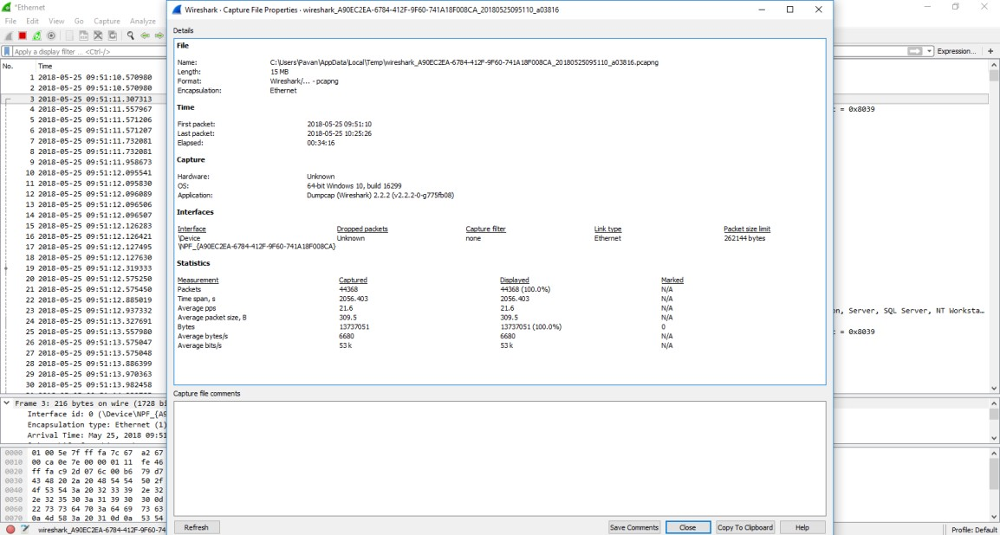 *Ethernet
Wireshark · Capture File Properties · wireshark_A90EC2EA-6784-412F-9F60-741A18F008CA_20180525095110_a03816
File Edit View Go Capture Analyze
Apply a display filter ... <Ctrl-/>
Expression... +
No. Time
1 2018-05-25 09:51:10.570980
2 2018-05-25 09:51:10.570980
3 2018-05-25 09:51:11.307313
4 2018-05-25 09:51:11.557967
= 0x8039
5 2018-05-25 09:51:11.571206
6 2018-05-25 09:51:11.571207
7 2018-05-25 09:51:11.732081
8 2018-05-25 09:51:11.732081
9 2018-05-25 09:51:11.958673
10 2018-05-25 09:51:12.095541
11 2018-05-25 09:51:12.095830
12 2018-05-25 09:51:12.096089
13 2018-05-25 09:51:12.096506
14 2018-05-25 09:51:12.096507
15 2018-05-25 09:51:12.126283
16 2018-05-25 09:51:12.126421
17 2018-05-25 09:51:12.127495
18 2018-05-25 09:51:12.127630
19 2018-05-25 09:51:12.319333
20 2018-05-25 09:51:12.575250
21 2018-05-25 09:51:12.575450
22 2018-05-25 09:51:12.885019
23 2018-05-25 09:51:12.937332
on, Server, SQL Server, NT Worksta…
24 2018-05-25 09:51:13.327691
25 2018-05-25 09:51:13.557980
= 0x8039
26 2018-05-25 09:51:13.575047
27 2018-05-25 09:51:13.575048
28 2018-05-25 09:51:13.886399
29 2018-05-25 09:51:13.970363
30 2018-05-25 09:51:13.982458
Details
File
Name: C:\Users\Pavan\AppData\Local\Temp\wireshark_A90EC2EA-6784-412F-9F60-741A18F008CA_20180525095110_a03816.pcapng
Length: 15 MB
Format: Wireshark/... - pcapng
Encapsulation: Ethernet
Time
First packet: 2018-05-25 09:51:10
Last packet: 2018-05-25 10:25:26
Elapsed: 00:34:16
Capture
Hardware: Unknown
OS: 64-bit Windows 10, build 16299
Application: Dumpcap (Wireshark) 2.2.2 (v2.2.2-0-g775fb08)
Interfaces
Interface Dropped packets Capture filter Link type Packet size limit
\Device Unknown none Ethernet 262144 bytes
\NPF_{A90EC2EA-6784-412F-9F60-741A18F008CA}
Statistics
Measurement Captured Displayed Marked
Packets 44368 44368 (100.0%) N/A
Time span, s 2056.403 2056.403 N/A
Average pps 21.6 21.6 N/A
Average packet size, B 309.5 309.5 N/A
Bytes 13737051 13737051 (100.0%) 0
Average bytes/s 6680 6680 N/A
Average bits/s 53 k 53 k N/A
Capture file comments
Frame 3: 216 bytes on wire (1728 bi
Interface id: 0 (\Device\NPF_{A9
Encapsulation type: Ethernet (1)
Arrival Time: May 25, 2018 09:51
0000 01 00 5e 7f ff fa 7c 67 a2 67
0010 00 ca 0e 7e 00 00 01 11 fe 46
0020 ff fa c9 2d 07 6c 00 b6 79 d7
0030 43 48 20 2a 20 48 54 54 50 2f
0040 4f 53 54 3a 20 32 33 39 2e 32
0050 2e 32 35 30 3a 31 39 30 30 0d
0060 22 73 73 64 70 3a 64 69 73 63
0070 0a 4d 58 3a 20 31 0d 0a 53 54
Refresh Save Comments Close Copy To Clipboard Help
wireshark_A90EC2EA-6784-412F-9F60-74
Profile: Default